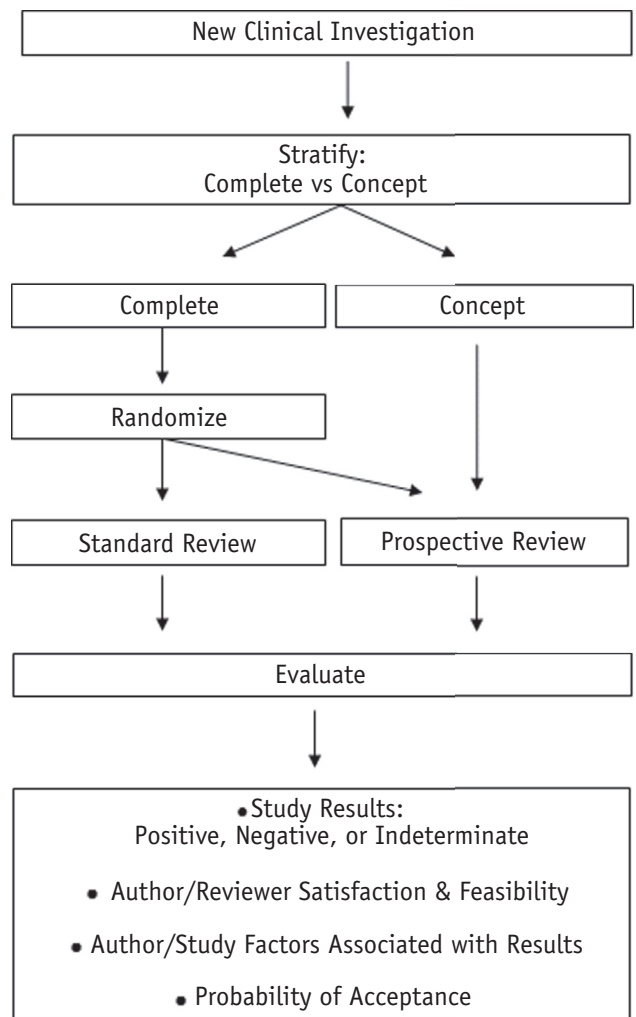 New Clinical Investigation
Stratify:
Complete vs Concept
Complete
Concept
Randomize
Standard Review
Prospective Review
Evaluate
• Study Results:
Positive, Negative, or Indeterminate
• Author/Reviewer Satisfaction & Feasibility
• Author/Study Factors Associated with Results
• Probability of Acceptance